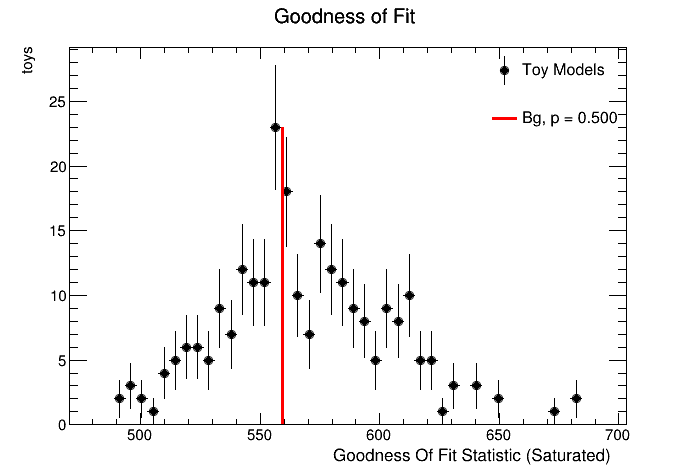 Goodness of Fit
toys
Toy Models
Bg, p = 0.500
25
20
15
10
5
0
500
550
600
650
700
Goodness Of Fit Statistic (Saturated)